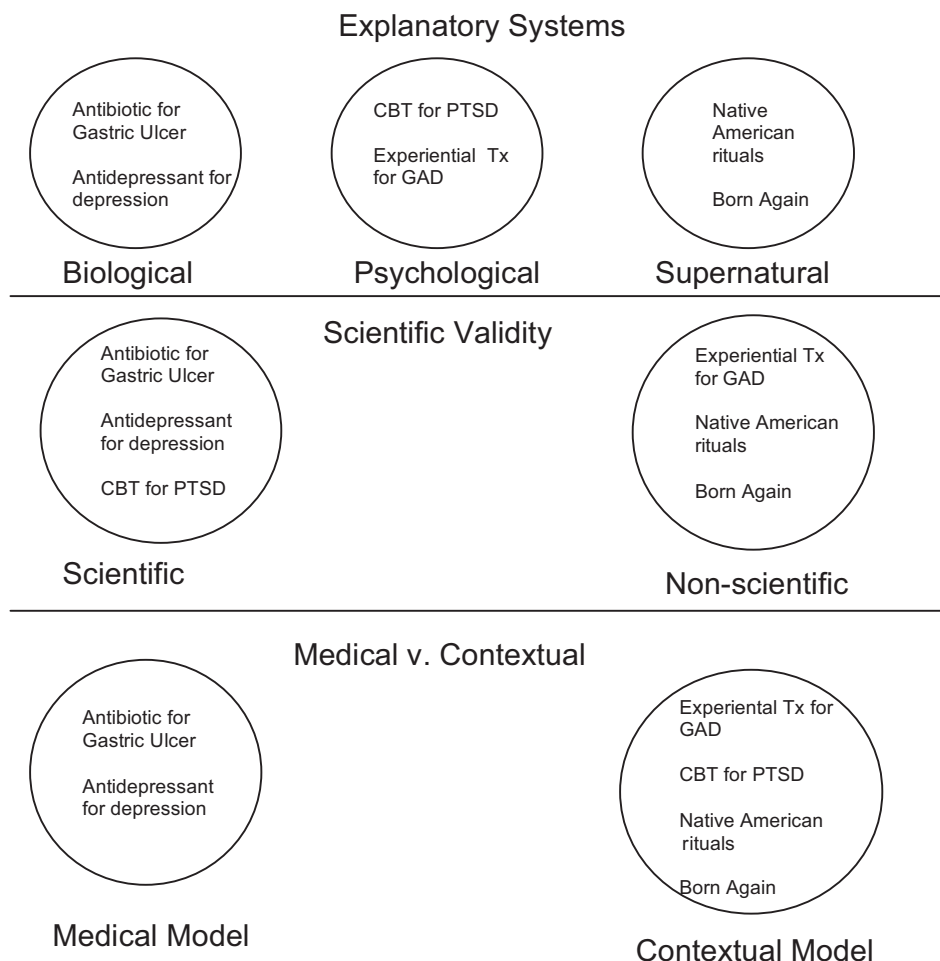 Explanatory Systems
Antibiotic for
Gastric Ulcer
Antidepressant for
depression
Biological
CBT for PTSD
Experiential Tx
for GAD
Psychological
Native
American
rituals
Born Again
Supernatural
Scientific Validity
Antibiotic for
Gastric Ulcer
Antidepressant
for depression
CBT for PTSD
Scientific
Experiential Tx
for GAD
Native American
rituals
Born Again
Non-scientific
Medical v. Contextual
Antibiotic for
Gastric Ulcer
Antidepressant
for depression
Medical Model
Experiental Tx for
GAD
CBT for PTSD
Native American
rituals
Born Again
Contextual Model